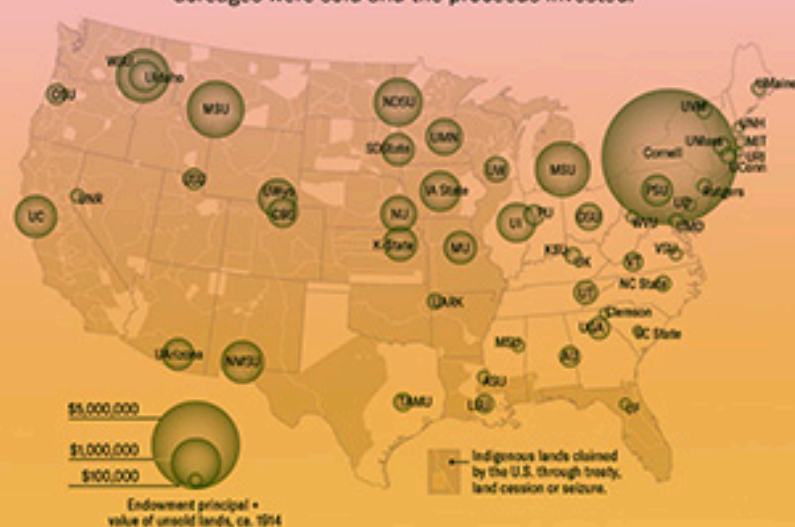 acreages were sold and the proceeds invested.
WSU
UIdaho
OSU
MSU
NDSU
UMN
SDState
UW
MSU
Cornell
UVM
UMaine
UNH
MIT
URI
UConn
Rutgers
PSU
UD
UMD
WVU
UC
UNR
USU
UWyo
CSU
IA State
NU
K-State
MU
UI
PU
OSU
KSU
UK
VSU
VT
NC State
UT
UARK
Clemson
UGA
SC State
MSU
AU
ASU
LSU
UF
TAMU
UArizona
NMSU
$5,000,000
$1,000,000
$100,000
Endowment principal +
value of unsold lands, ca. 1914
Indigenous lands claimed
by the U.S. through treaty,
land cession or seizure.